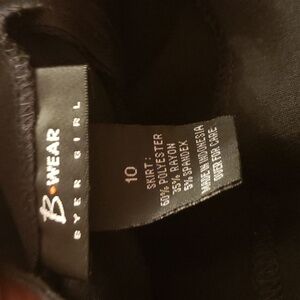 B•WEAR
BYER GIRL
10
SKIRT:
60% POLYESTER
35% RAYON
5% SPANDEX
MADE IN INDONESIA
OVER FOR CARE